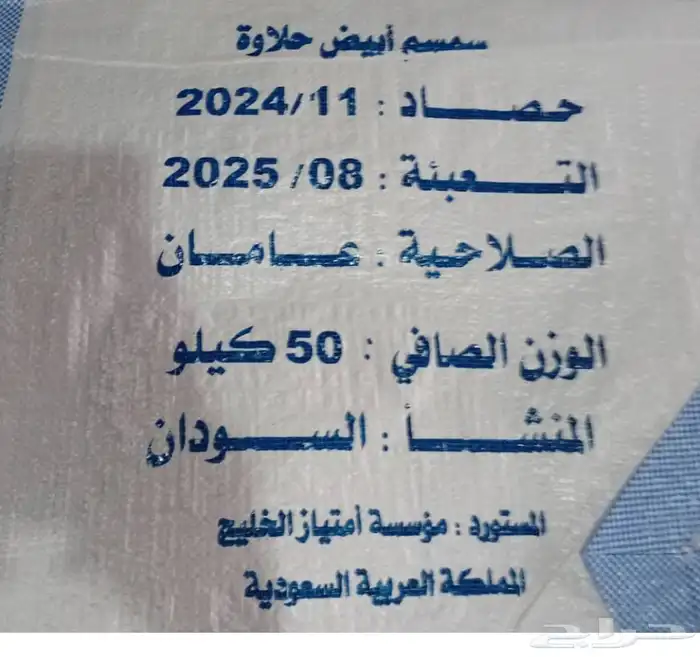 سمسم أبيض حلاوة
حصاد : 2024/11
التعبئة : 2025/08
الصلاحية : عامان
الوزن الصافي : 50 كيلو
المنشأ : السودان
المستورد : مؤسسة أمتياز الخليج
المملكة العربية السعودية
حراج